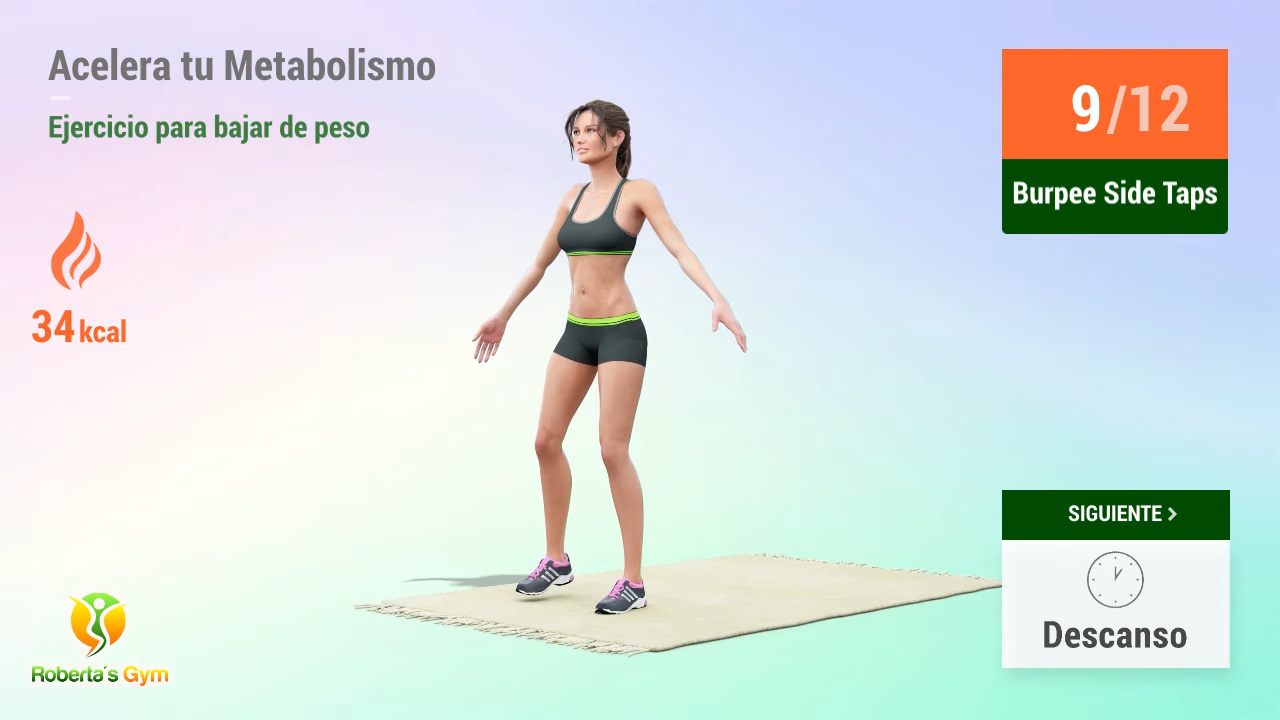 Acelera tu Metabolismo
Ejercicio para bajar de peso
9/12
Burpee Side Taps
34 kcal
SIGUIENTE >
Descanso
Roberta´s Gym